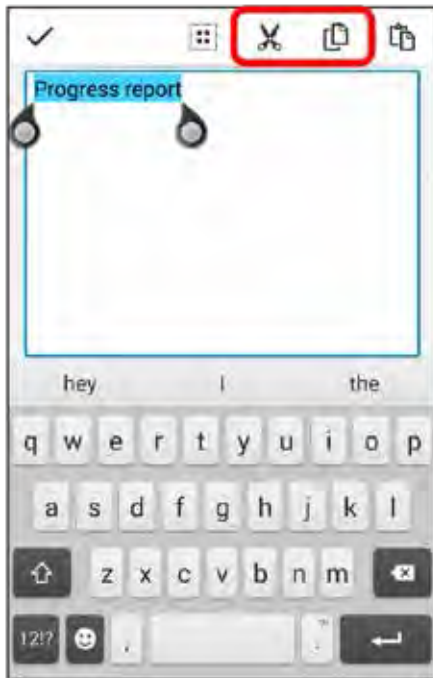 Progress report
hey I the
q w e r t y u i o p
a s d f g h j k l
z x c v b n m
12!? , .